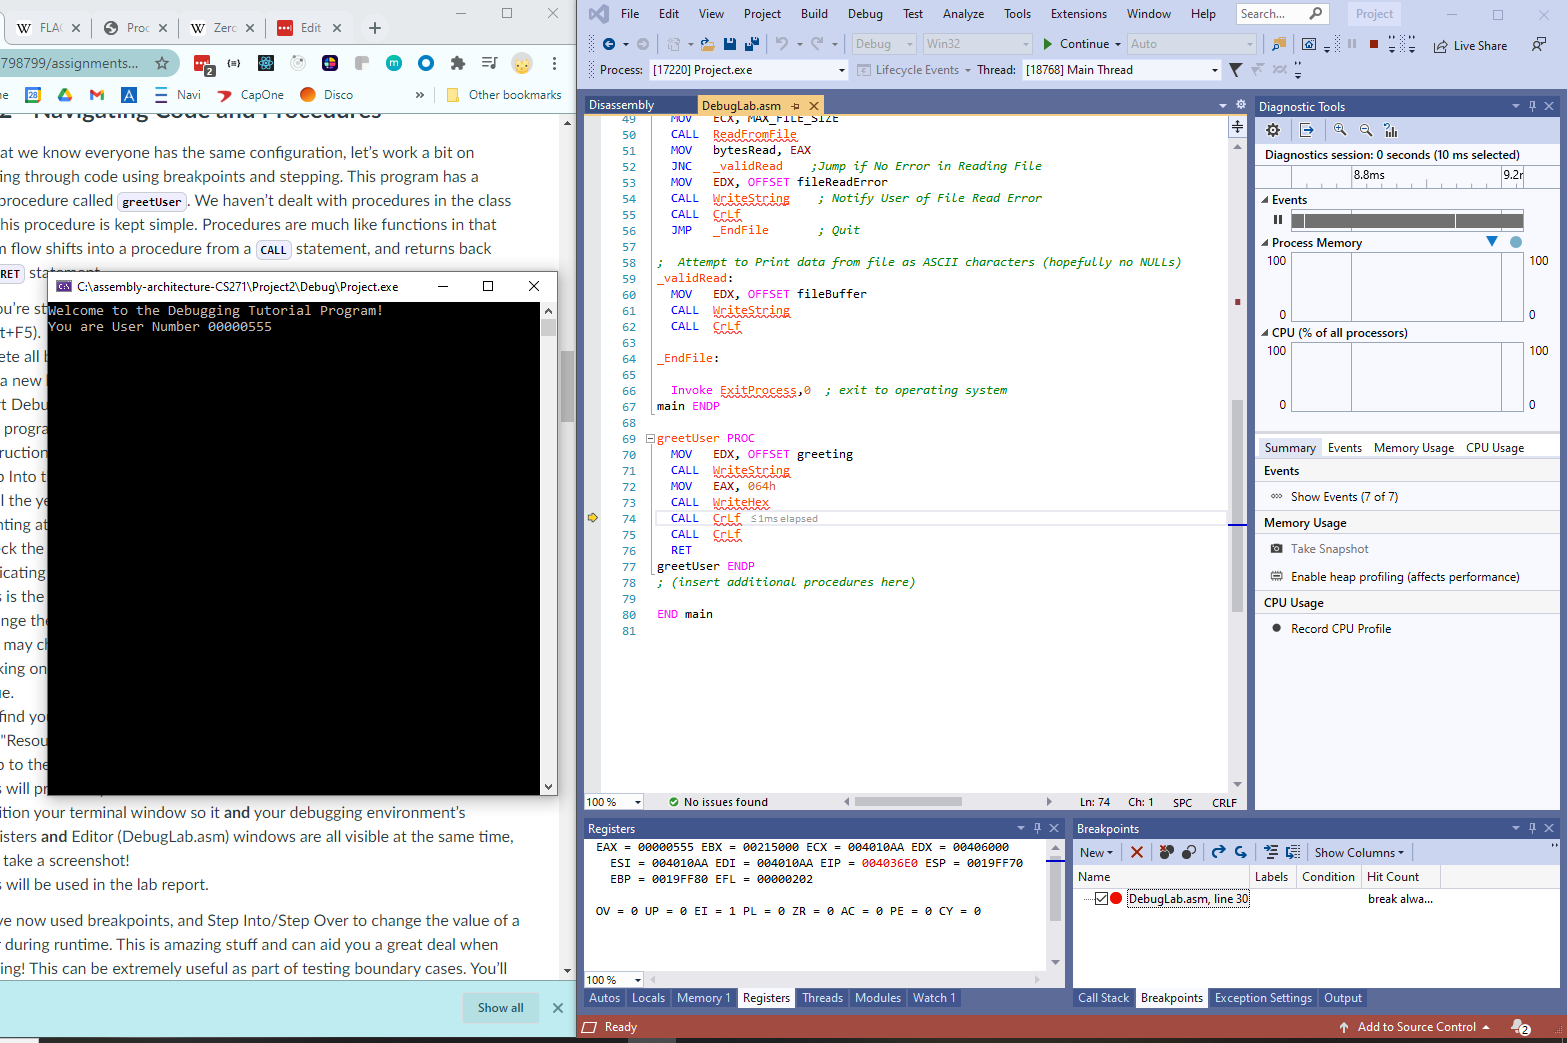 FLAG
Proc
Zero
Edit
798799/assignments...
2
28
Navi
CapOne
Disco
»
Other bookmarks
2 - Navigating Code and Procedures
at we know everyone has the same configuration, let's work a bit on
ing through code using breakpoints and stepping. This program has a
procedure called greetUser. We haven't dealt with procedures in the class
his procedure is kept simple. Procedures are much like functions in that
m flow shifts into a procedure from a CALL statement, and returns back
RET statement.
ou're st
t+F5).
ete all b
a new
rt Debu
progra
ruction
p Into t
l the ye
nting at
eck the
icating
s is the
nge the
may ch
king on
ue.
find you
"Resou
p to the
s will pr
ition your terminal window so it and your debugging environment's
isters and Editor (DebugLab.asm) windows are all visible at the same time,
take a screenshot!
s will be used in the lab report.
ve now used breakpoints, and Step Into/Step Over to change the value of a
r during runtime. This is amazing stuff and can aid you a great deal when
ing! This can be extremely useful as part of testing boundary cases. You'll
Show all
C:\assembly-architecture-CS271\Project2\Debug\Project.exe
Welcome to the Debugging Tutorial Program!
You are User Number 00000555
File Edit View Project Build Debug Test Analyze Tools Extensions Window Help Search... Project
Debug Win32 Continue Auto Live Share
Process: [17220] Project.exe Lifecycle Events Thread: [18768] Main Thread
Disassembly DebugLab.asm
49 MOV ECX, MAX_FILE_SIZE
50 CALL ReadFromFile
51 MOV bytesRead, EAX
52 JNC _validRead ;Jump if No Error in Reading File
53 MOV EDX, OFFSET fileReadError
54 CALL WriteString ; Notify User of File Read Error
55 CALL CrLf
56 JMP _EndFile ; Quit
57
58 ; Attempt to Print data from file as ASCII characters (hopefully no NULLs)
59 _validRead:
60 MOV EDX, OFFSET fileBuffer
61 CALL WriteString
62 CALL CrLf
63
64 _EndFile:
65
66 Invoke ExitProcess,0 ; exit to operating system
67 main ENDP
68
69 greetUser PROC
70 MOV EDX, OFFSET greeting
71 CALL WriteString
72 MOV EAX, 064h
73 CALL WriteHex
74 CALL CrLf ≤1ms elapsed
75 CALL CrLf
76 RET
77 greetUser ENDP
78 ; (insert additional procedures here)
79
80 END main
81
100 % No issues found Ln: 74 Ch: 1 SPC CRLF
Diagnostic Tools
Diagnostics session: 0 seconds (10 ms selected)
8.8ms 9.2
Events
Process Memory
100 100
0 0
CPU (% of all processors)
100 100
0 0
Summary Events Memory Usage CPU Usage
Events
Show Events (7 of 7)
Memory Usage
Take Snapshot
Enable heap profiling (affects performance)
CPU Usage
Record CPU Profile
Registers
EAX = 00000555 EBX = 00215000 ECX = 004010AA EDX = 00406000
ESI = 004010AA EDI = 004010AA EIP = 004036E0 ESP = 0019FF70
EBP = 0019FF80 EFL = 00000202
OV = 0 UP = 0 EI = 1 PL = 0 ZR = 0 AC = 0 PE = 0 CY = 0
100 %
Autos Locals Memory 1 Registers Threads Modules Watch 1
Breakpoints
New Show Columns
Name Labels Condition Hit Count
DebugLab.asm, line 30 break alwa...
Call Stack Breakpoints Exception Settings Output
Ready Add to Source Control 2